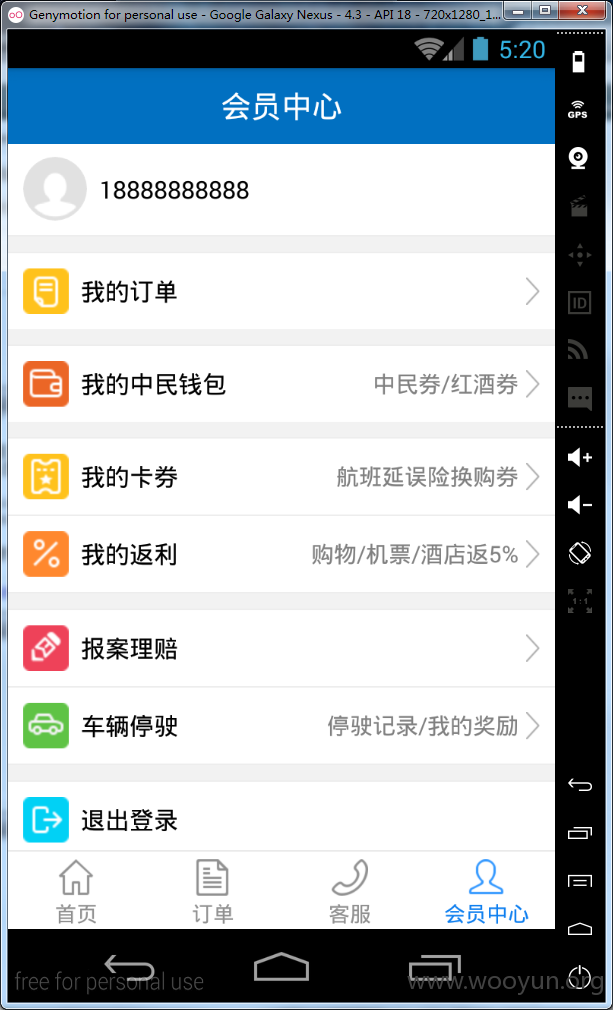 Genymotion for personal use - Google Galaxy Nexus - 4.3 - API 18 - 720x1280_1...
5:20
GPS
会员中心
18888888888
我的订单
ID
我的中民钱包 中民券/红酒券
我的卡券 航班延误险换购券
我的返利 购物/机票/酒店返5%
1:1
报案理赔
车辆停驶 停驶记录/我的奖励
退出登录
首页 订单 客服 会员中心
free for personal use
www.wooyun.org